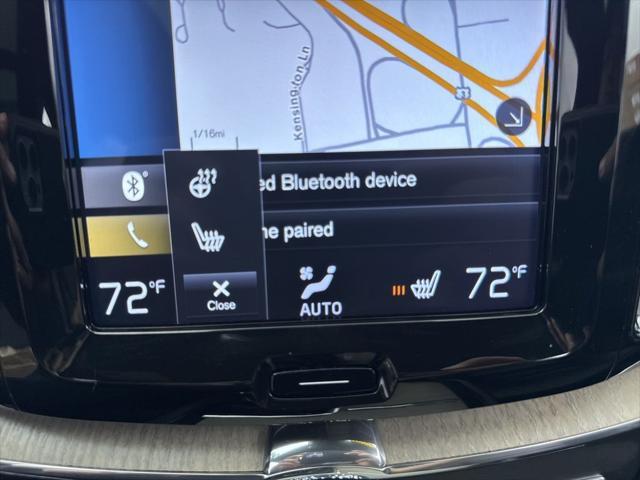 Kensington Ln
1/16mi
ed Bluetooth device
ne paired
72°F
Close
AUTO
72°F